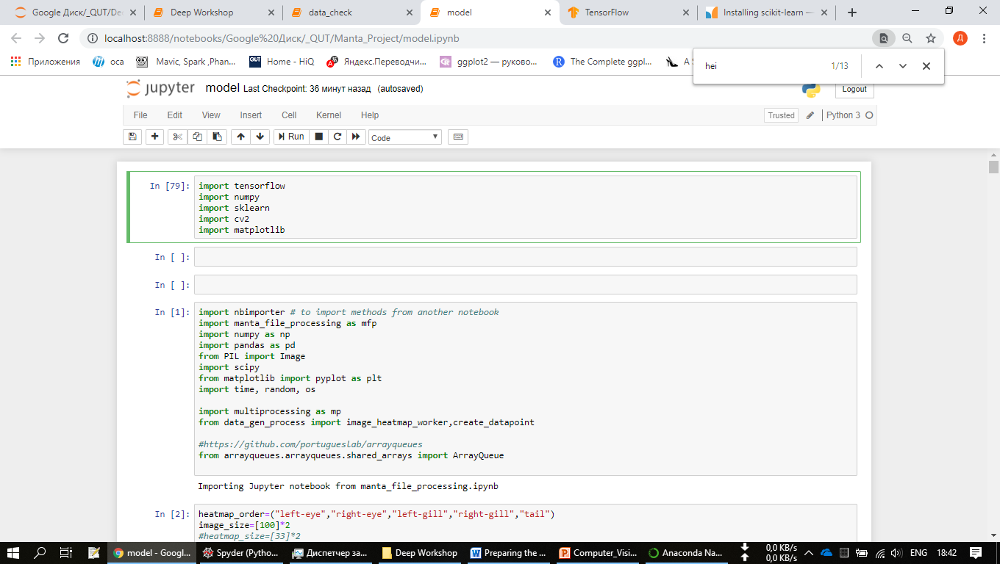 Google Диск/_QUT/De
Deep Workshop
data_check
model
TensorFlow
Installing scikit-learn —
localhost:8888/notebooks/Google%20Диск/_QUT/Manta_Project/model.ipynb
Д
Приложения
oca
Mavic, Spark ,Phan...
QUT
Home - HiQ
Яндекс.Переводчи...
ggplot2 — руково...
R
The Complete ggpl...
A S
hei
1/13
jupyter
model Last Checkpoint: 36 минут назад (autosaved)
Logout
File
Edit
View
Insert
Cell
Kernel
Help
Trusted
Python 3
Run
Code
In [79]:
import tensorflow
import numpy
import sklearn
import cv2
import matplotlib
In [ ]:
In [ ]:
In [1]:
import nbimporter # to import methods from another notebook
import manta_file_processing as mfp
import numpy as np
import pandas as pd
from PIL import Image
import scipy
from matplotlib import pyplot as plt
import time, random, os
import multiprocessing as mp
from data_gen_process import image_heatmap_worker,create_datapoint
#https://github.com/portugueslab/arrayqueues
from arrayqueues.arrayqueues.shared_arrays import ArrayQueue
Importing Jupyter notebook from manta_file_processing.ipynb
In [2]:
heatmap_order=("left-eye","right-eye","left-gill","right-gill","tail")
image_size=[100]*2
#heatmap_size=[33]*2
model - Googl...
Spyder (Pytho...
Диспетчер за...
Deep Workshop
Preparing the ...
Computer_Visi...
Anaconda Na...
0,0 KB/s
0,0 KB/s
ENG
18:42